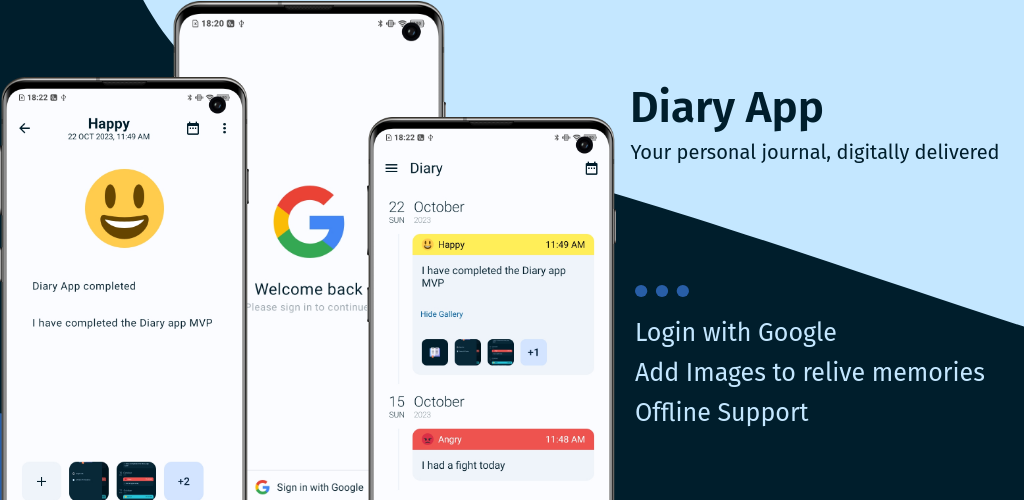 18:20
18:22
Happy
22 OCT 2023, 11:49 AM
Diary App completed
I have completed the Diary app MVP
+
+2
Welcome back
Please sign in to continue
Sign in with Google
18:22
Diary
22 October
SUN 2023
Happy 11:49 AM
I have completed the Diary app
MVP
Hide Gallery
+1
15 October
SUN 2023
Angry 11:48 AM
I had a fight today
Diary App
Your personal journal, digitally delivered
Login with Google
Add Images to relive memories
Offline Support